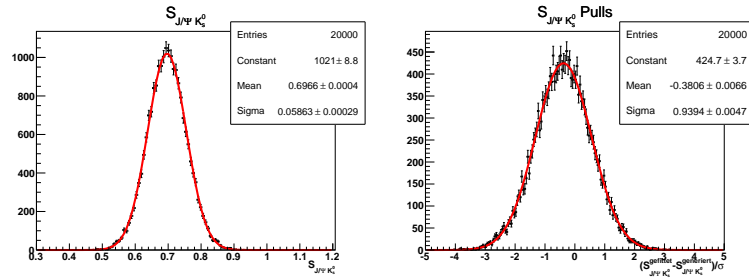 S_{J/Ψ K_s^0}
Entries 20000
Constant 1021± 8.8
Mean 0.6966 ± 0.0004
Sigma 0.05863 ± 0.00029
1000
800
600
400
200
0
0.3 0.4 0.5 0.6 0.7 0.8 0.9 1 1.1 1.2
S_{J/Ψ K_s^0}
S_{J/Ψ K_s^0} Pulls
Entries 20000
Constant 424.7 ± 3.7
Mean -0.3806 ± 0.0066
Sigma 0.9394 ± 0.0047
450
400
350
300
250
200
150
100
50
0
-5 -4 -3 -2 -1 0 1 2 3 4 5
(S^{gefittet}_{J/Ψ K_s^0}-S^{generiert}_{J/Ψ K_s^0})/σ